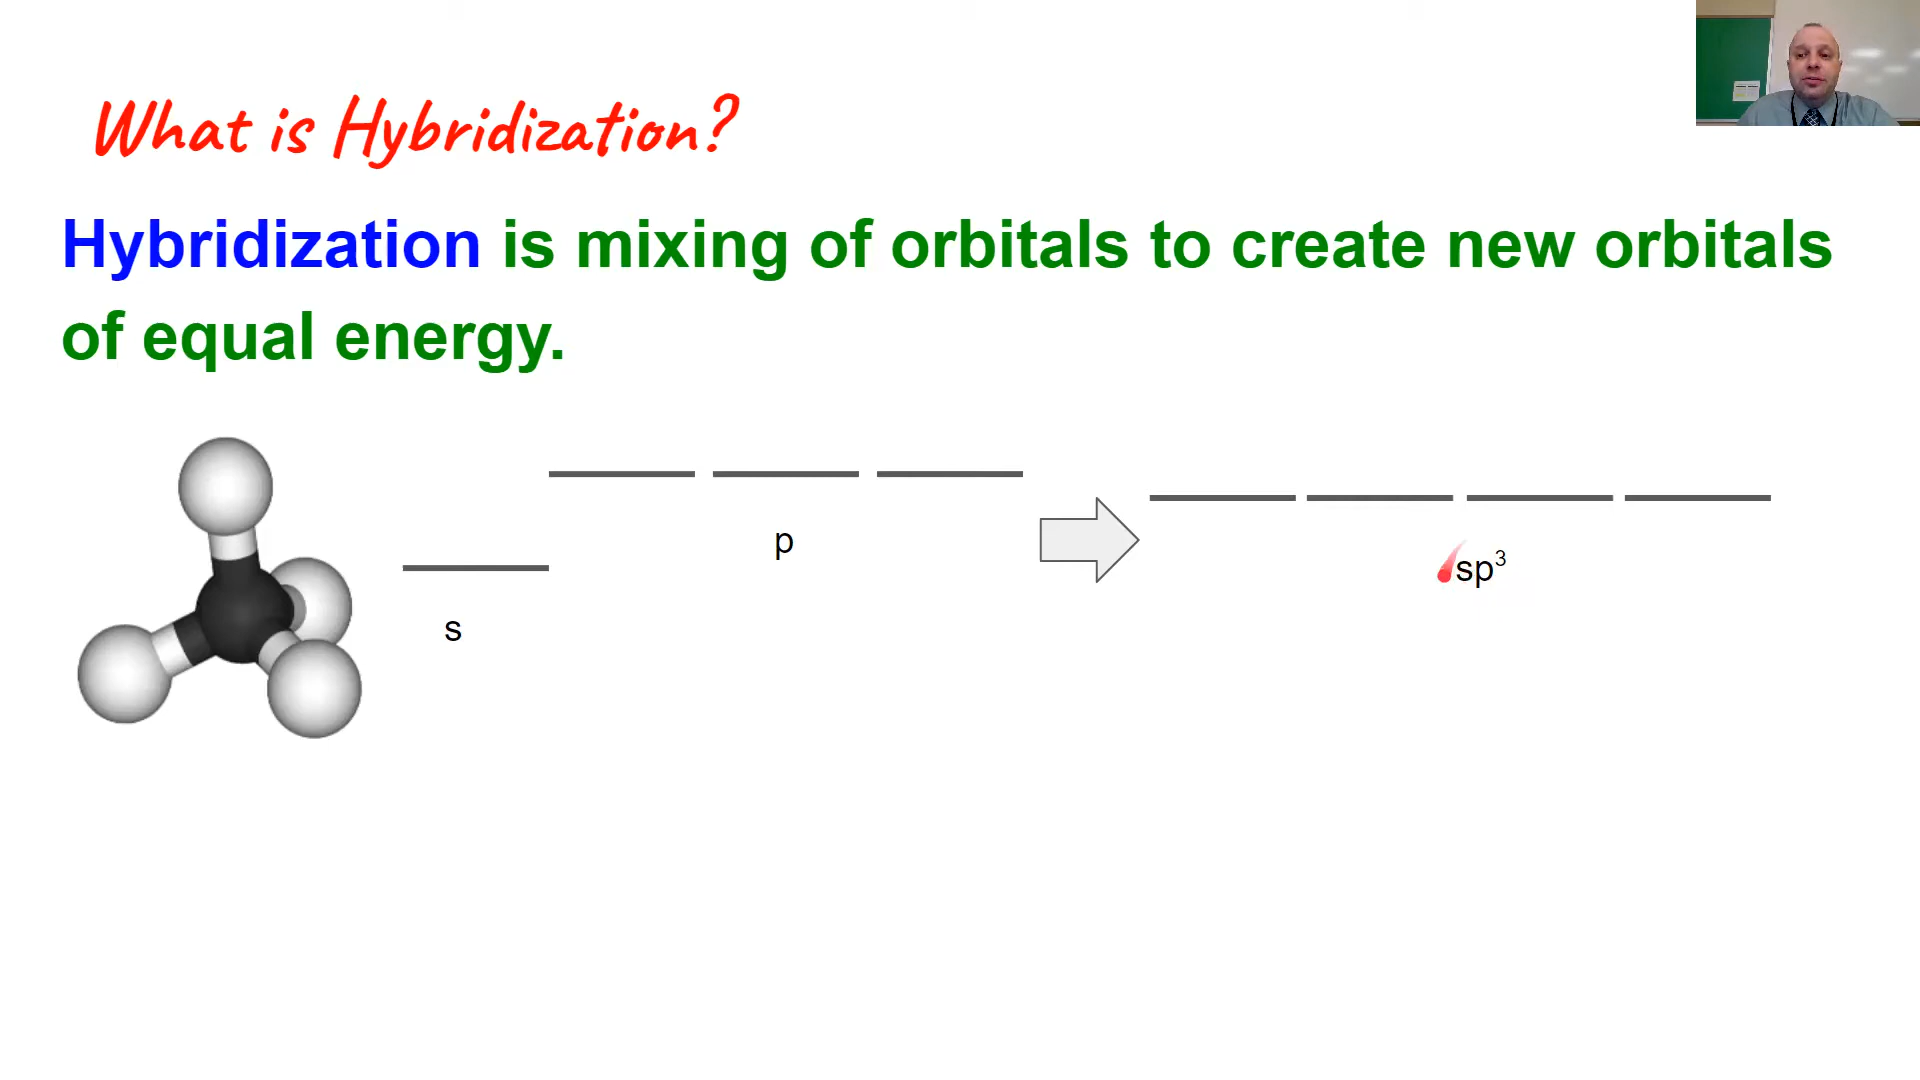 What is Hybridization?
Hybridization is mixing of orbitals to create new orbitals
of equal energy.
p
sp³
s